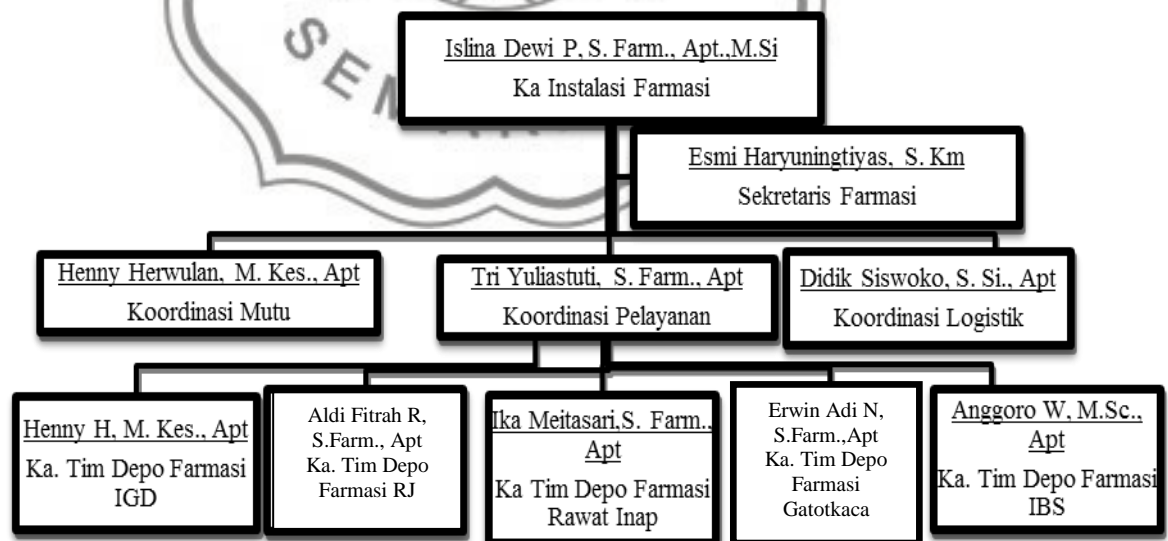 Islina Dewi P, S. Farm., Apt.,M.Si
Ka Instalasi Farmasi
Esmi Haryuningtiyas, S. Km
Sekretaris Farmasi
Henny Herwulan, M. Kes., Apt
Koordinasi Mutu
Tri Yuliastuti, S. Farm., Apt
Koordinasi Pelayanan
Didik Siswoko, S. Si., Apt
Koordinasi Logistik
Henny H, M. Kes., Apt
Ka. Tim Depo Farmasi
IGD
Aldi Fitrah R,
S.Farm., Apt
Ka. Tim Depo
Farmasi RJ
Ika Meitasari,S. Farm.,
Apt
Ka Tim Depo Farmasi
Rawat Inap
Erwin Adi N,
S.Farm.,Apt
Ka. Tim Depo
Farmasi
Gatotkaca
Anggoro W, M.Sc.,
Apt
Ka. Tim Depo Farmasi
IBS